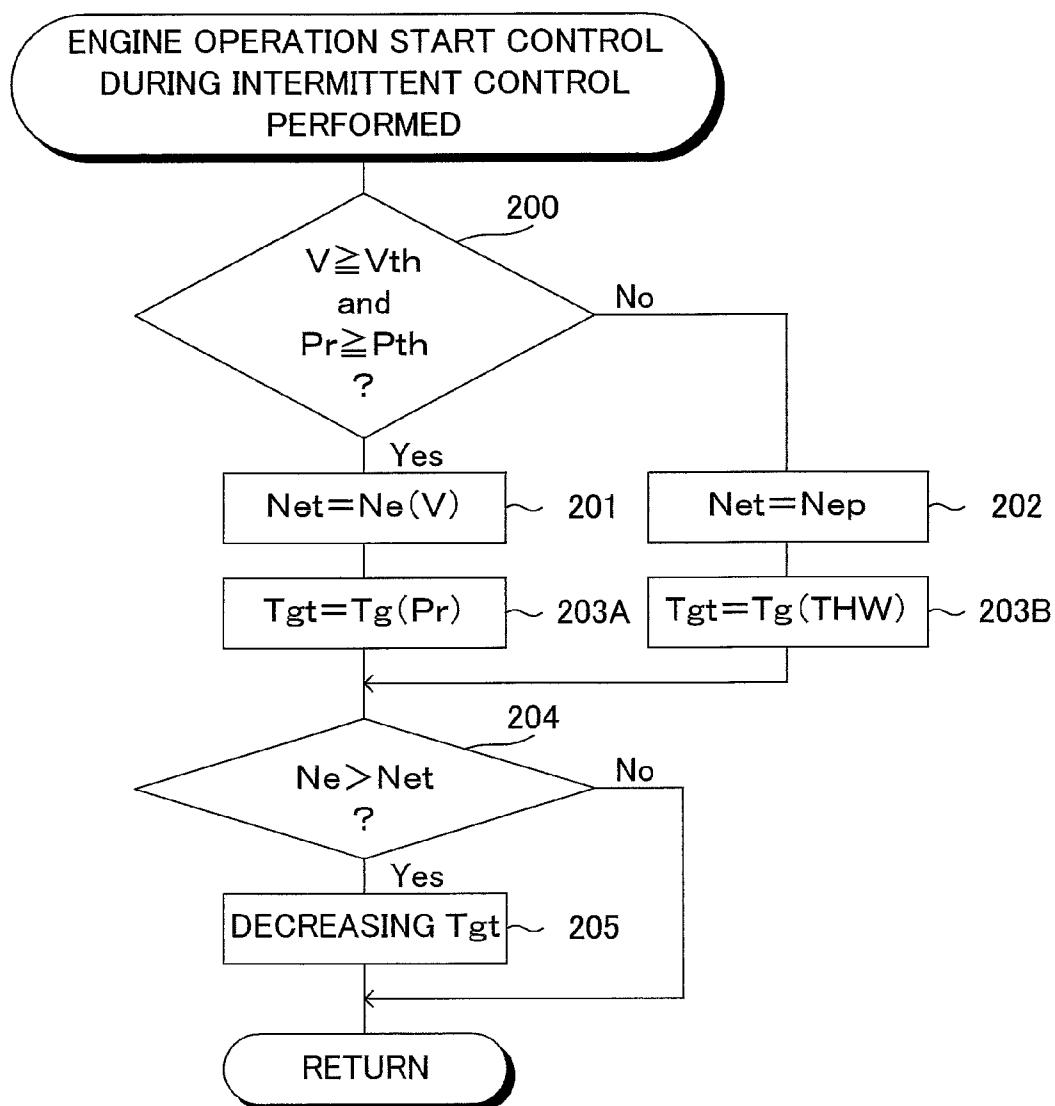 ENGINE OPERATION START CONTROL
DURING INTERMITTENT CONTROL
PERFORMED
200
V≧Vth
and
Pr≧Pth
?
No
Yes
Net=Ne(V)
201
Net=Nep
202
Tgt=Tg(Pr)
203A
Tgt=Tg(THW)
203B
204
Ne>Net
?
No
Yes
DECREASING Tgt
205
RETURN